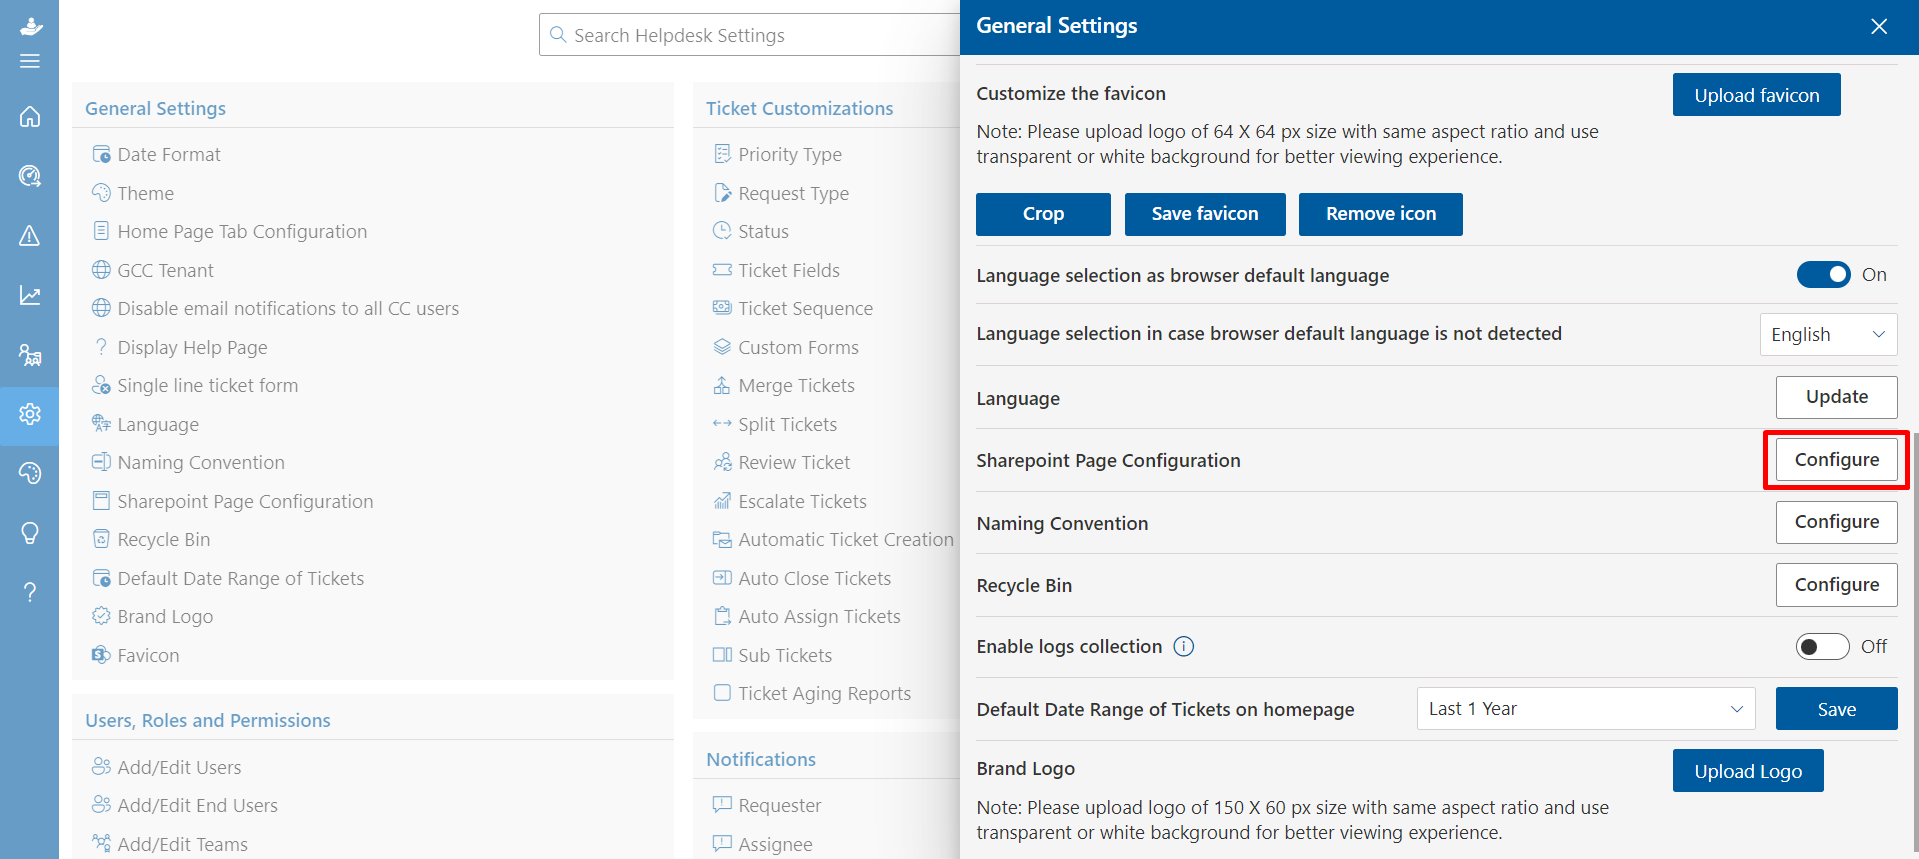 Search Helpdesk Settings
General Settings
Date Format
Theme
Home Page Tab Configuration
GCC Tenant
Disable email notifications to all CC users
Display Help Page
Single line ticket form
Language
Naming Convention
Sharepoint Page Configuration
Recycle Bin
Default Date Range of Tickets
Brand Logo
Favicon
Users, Roles and Permissions
Add/Edit Users
Add/Edit End Users
Add/Edit Teams
Ticket Customizations
Priority Type
Request Type
Status
Ticket Fields
Ticket Sequence
Custom Forms
Merge Tickets
Split Tickets
Review Ticket
Escalate Tickets
Automatic Ticket Creation
Auto Close Tickets
Auto Assign Tickets
Sub Tickets
Ticket Aging Reports
Notifications
Requester
Assignee
General Settings
Customize the favicon
Upload favicon
Note: Please upload logo of 64 X 64 px size with same aspect ratio and use
transparent or white background for better viewing experience.
Crop
Save favicon
Remove icon
Language selection as browser default language
On
Language selection in case browser default language is not detected
English
Language
Update
Sharepoint Page Configuration
Configure
Naming Convention
Configure
Recycle Bin
Configure
Enable logs collection
Off
Default Date Range of Tickets on homepage
Last 1 Year
Save
Brand Logo
Upload Logo
Note: Please upload logo of 150 X 60 px size with same aspect ratio and use
transparent or white background for better viewing experience.